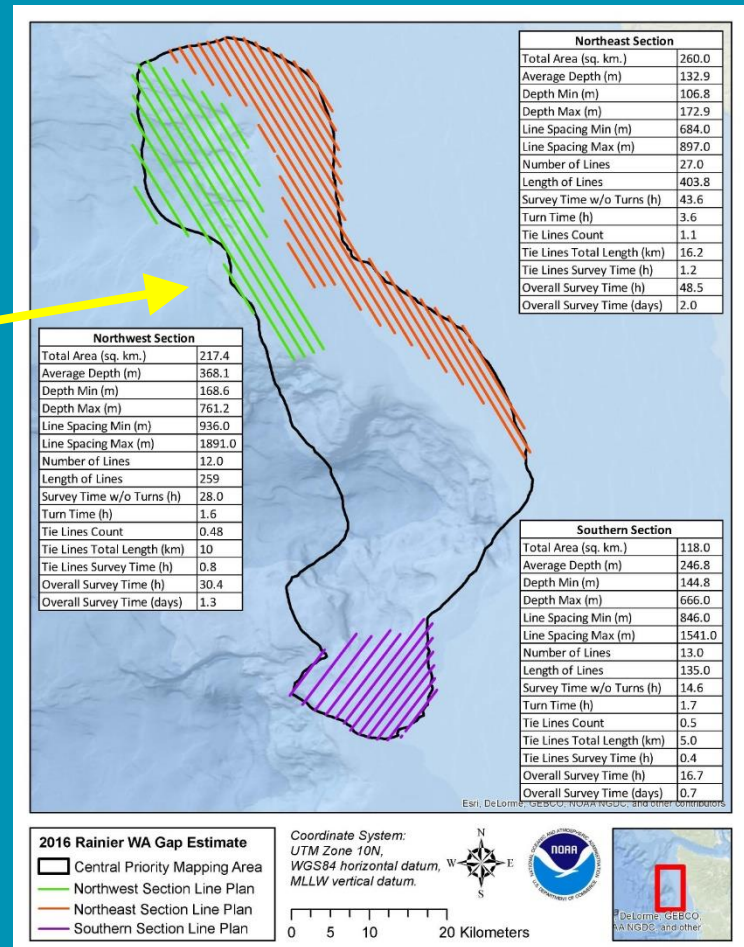 Northeast Section
Total Area (sq. km.) 260.0
Average Depth (m) 132.9
Depth Min (m) 106.8
Depth Max (m) 172.9
Line Spacing Min (m) 684.0
Line Spacing Max (m) 897.0
Number of Lines 27.0
Length of Lines 403.8
Survey Time w/o Turns (h) 43.6
Turn Time (h) 3.6
Tie Lines Count 1.1
Tie Lines Total Length (km) 16.2
Tie Lines Survey Time (h) 1.2
Overall Survey Time (h) 48.5
Overall Survey Time (days) 2.0
Northwest Section
Total Area (sq. km.) 217.4
Average Depth (m) 368.1
Depth Min (m) 168.6
Depth Max (m) 761.2
Line Spacing Min (m) 936.0
Line Spacing Max (m) 1891.0
Number of Lines 12.0
Length of Lines 259
Survey Time w/o Turns (h) 28.0
Turn Time (h) 1.6
Tie Lines Count 0.48
Tie Lines Total Length (km) 10
Tie Lines Survey Time (h) 0.8
Overall Survey Time (h) 30.4
Overall Survey Time (days) 1.3
Southern Section
Total Area (sq. km.) 118.0
Average Depth (m) 246.8
Depth Min (m) 144.8
Depth Max (m) 666.0
Line Spacing Min (m) 846.0
Line Spacing Max (m) 1541.0
Number of Lines 13.0
Length of Lines 135.0
Survey Time w/o Turns (h) 14.6
Turn Time (h) 1.7
Tie Lines Count 0.5
Tie Lines Total Length (km) 5.0
Tie Lines Survey Time (h) 0.4
Overall Survey Time (h) 16.7
Overall Survey Time (days) 0.7
Esri, DeLorme, GEBCO, NOAA NGDC, and other contributors
2016 Rainier WA Gap Estimate
Central Priority Mapping Area
Northwest Section Line Plan
Northeast Section Line Plan
Southern Section Line Plan
Coordinate System:
UTM Zone 10N,
WGS84 horizontal datum,
MLLW vertical datum.
N
W E
S
0 5 10 20 Kilometers
NATIONAL OCEANIC AND ATMOSPHERIC ADMINISTRATION
NOAA
U.S. DEPARTMENT OF COMMERCE
DeLorme, GEBCO,
AA NGDC, and other